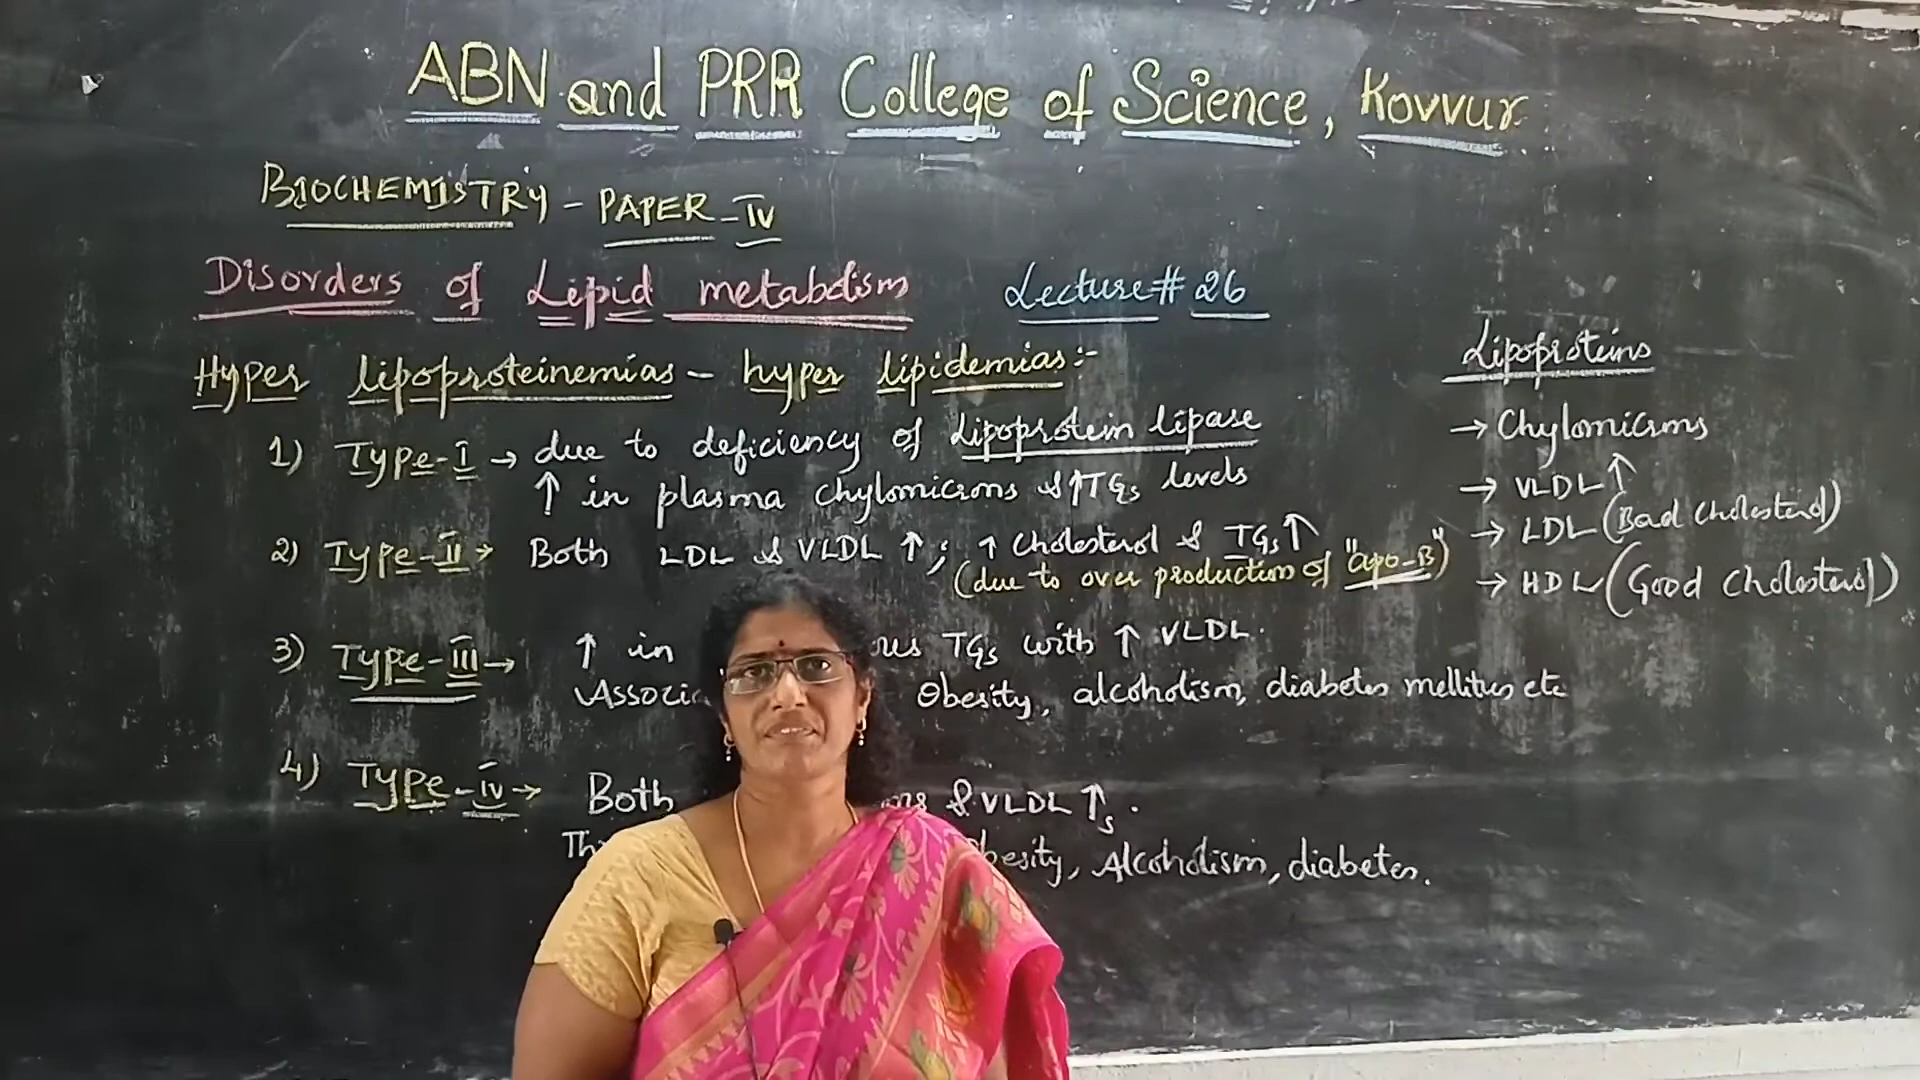 ABN and PRR College of Science, Kovvur
BIOCHEMISTRY - PAPER - IV
Disorders of Lipid metabolism Lecture # 26
Hyper lipoproteinemias - hyper lipidemias :-
1) Type-I → due to deficiency of Lipoprotein lipase
↑ in plasma chylomicrons & ↑TGs levels
2) Type-II → Both LDL & VLDL ↑; ↑ Cholesterol & TGs↑
(due to over production of "apo-B")
3) Type-III → ↑ in TGs with ↑ VLDL.
Obesity, alcoholism, diabetes mellitus etc
4) Type-IV → Both & VLDL ↑s.
Alcoholism, diabetes.
Lipoproteins
→ Chylomicrons
→ VLDL ↑
→ LDL (Bad cholesterol)
→ HDL (Good cholesterol)